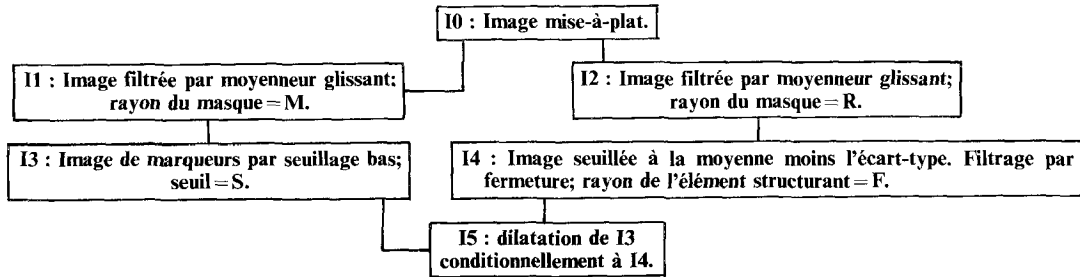 I0 : Image mise-à-plat.
I1 : Image filtrée par moyenneur glissant;
rayon du masque = M.
I2 : Image filtrée par moyenneur glissant;
rayon du masque = R.
I3 : Image de marqueurs par seuillage bas;
seuil = S.
I4 : Image seuillée à la moyenne moins l'écart-type. Filtrage par
fermeture; rayon de l'élément structurant = F.
I5 : dilatation de I3
conditionnellement à I4.